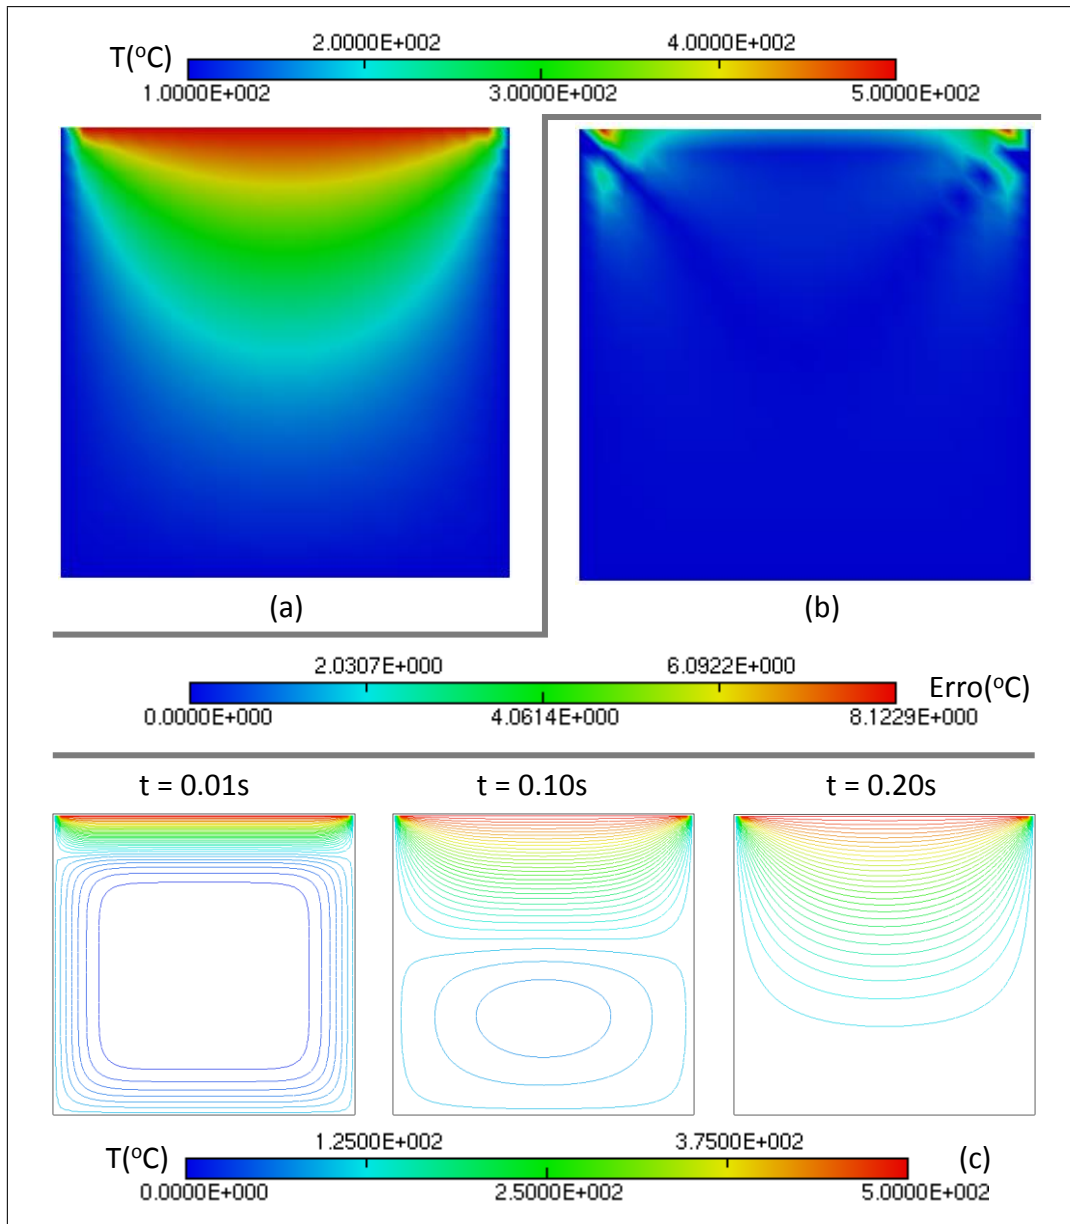 T(°C)
2.0000E+002 4.0000E+002
1.0000E+002 3.0000E+002 5.0000E+002
(a)
(b)
2.0307E+000 6.0922E+000
Erro(°C)
0.0000E+000 4.0614E+000 8.1229E+000
t = 0.01s t = 0.10s t = 0.20s
1.2500E+002 3.7500E+002
T(°C)
(c)
0.0000E+000 2.5000E+002 5.0000E+002